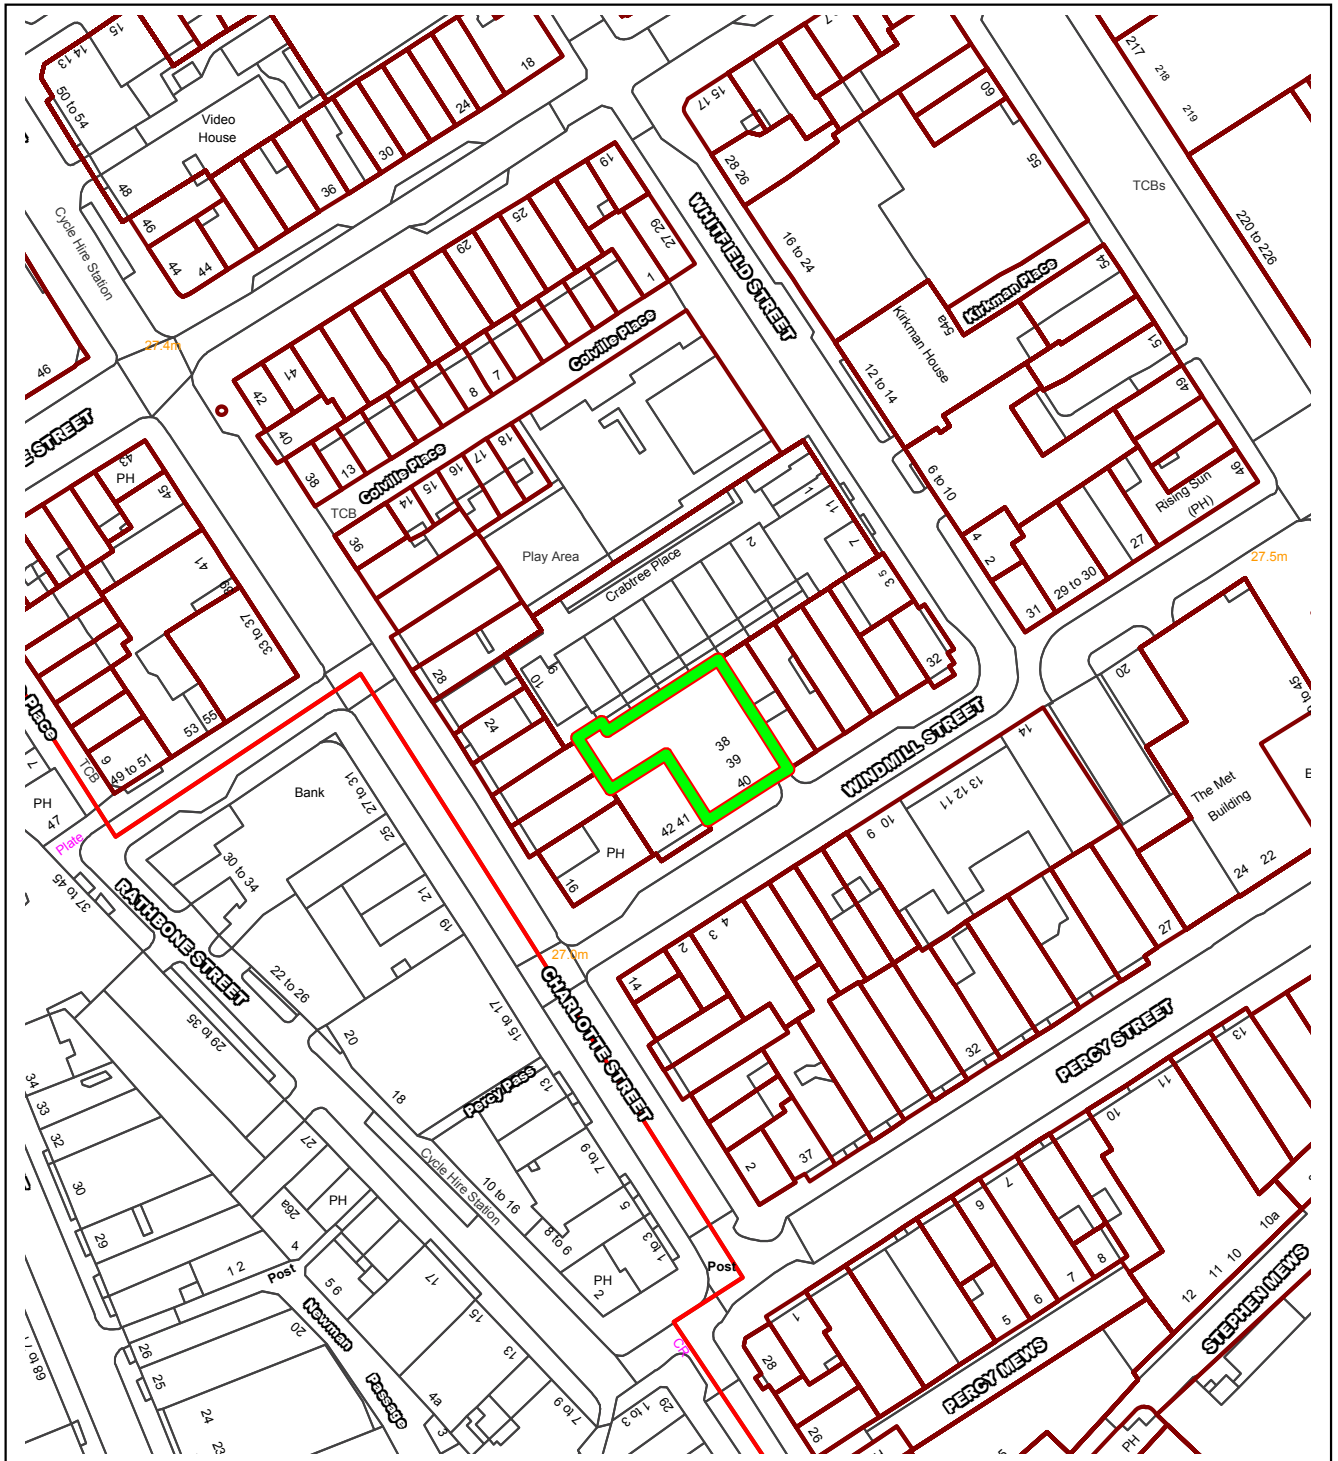 15
14 13
50 to 54
Video
House
18
24
30
36
48
46
44
44
Cycle Hire Station
46
27.4m
E STREET
15 17
28 26
19
25
29
27 29
1
WHITFIELD STREET
16 to 24
60
55
217
218
219
TCBs
220 to 226
54
Kirkman Place
54a
Kirkman House
12 to 14
51
49
46
Rising Sun
(PH)
6 to 10
4
2
31
29 to 30
27
27.5m
42
41
40
38
13
8
7
Colville Place
Colville Place
18
17
16
15
14
TCB
36
Play Area
Crabtree Place
1
11
2
7
3 5
32
9
10
28
24
43
PH
45
41
39
33 to 37
55
53
49 to 51
9
TCB
Place
7
PH
47
Plate
37 to 45
38
39
40
42 41
PH
16
WINDMILL STREET
20
14
13 12 11
10
9
The Met
Building
24
22
27
Bank
27 to 31
25
21
19
30 to 34
RATHBONE STREET
22 to 26
29 to 35
20
18
15 to 17
27.0m
CHARLOTTE STREET
14
2
4 3
32
37
2
PERCY STREET
13
11
10
Percy Pass
13
7 to 9
5
1 to 3
Cycle Hire Station
10 to 16
8 to 9
PH
2
Post
CR
34
33
32
30
29
27
26a
PH
4
1 2
Post
5 6
Newman
Passage
17
15
13
7 to 9
4a
3
29
1 to 3
20
26
25
24
23
28
26
1
6
7
5
6
7
8
PERCY MEWS
12
11
10
10a
STEPHEN MEWS
PH